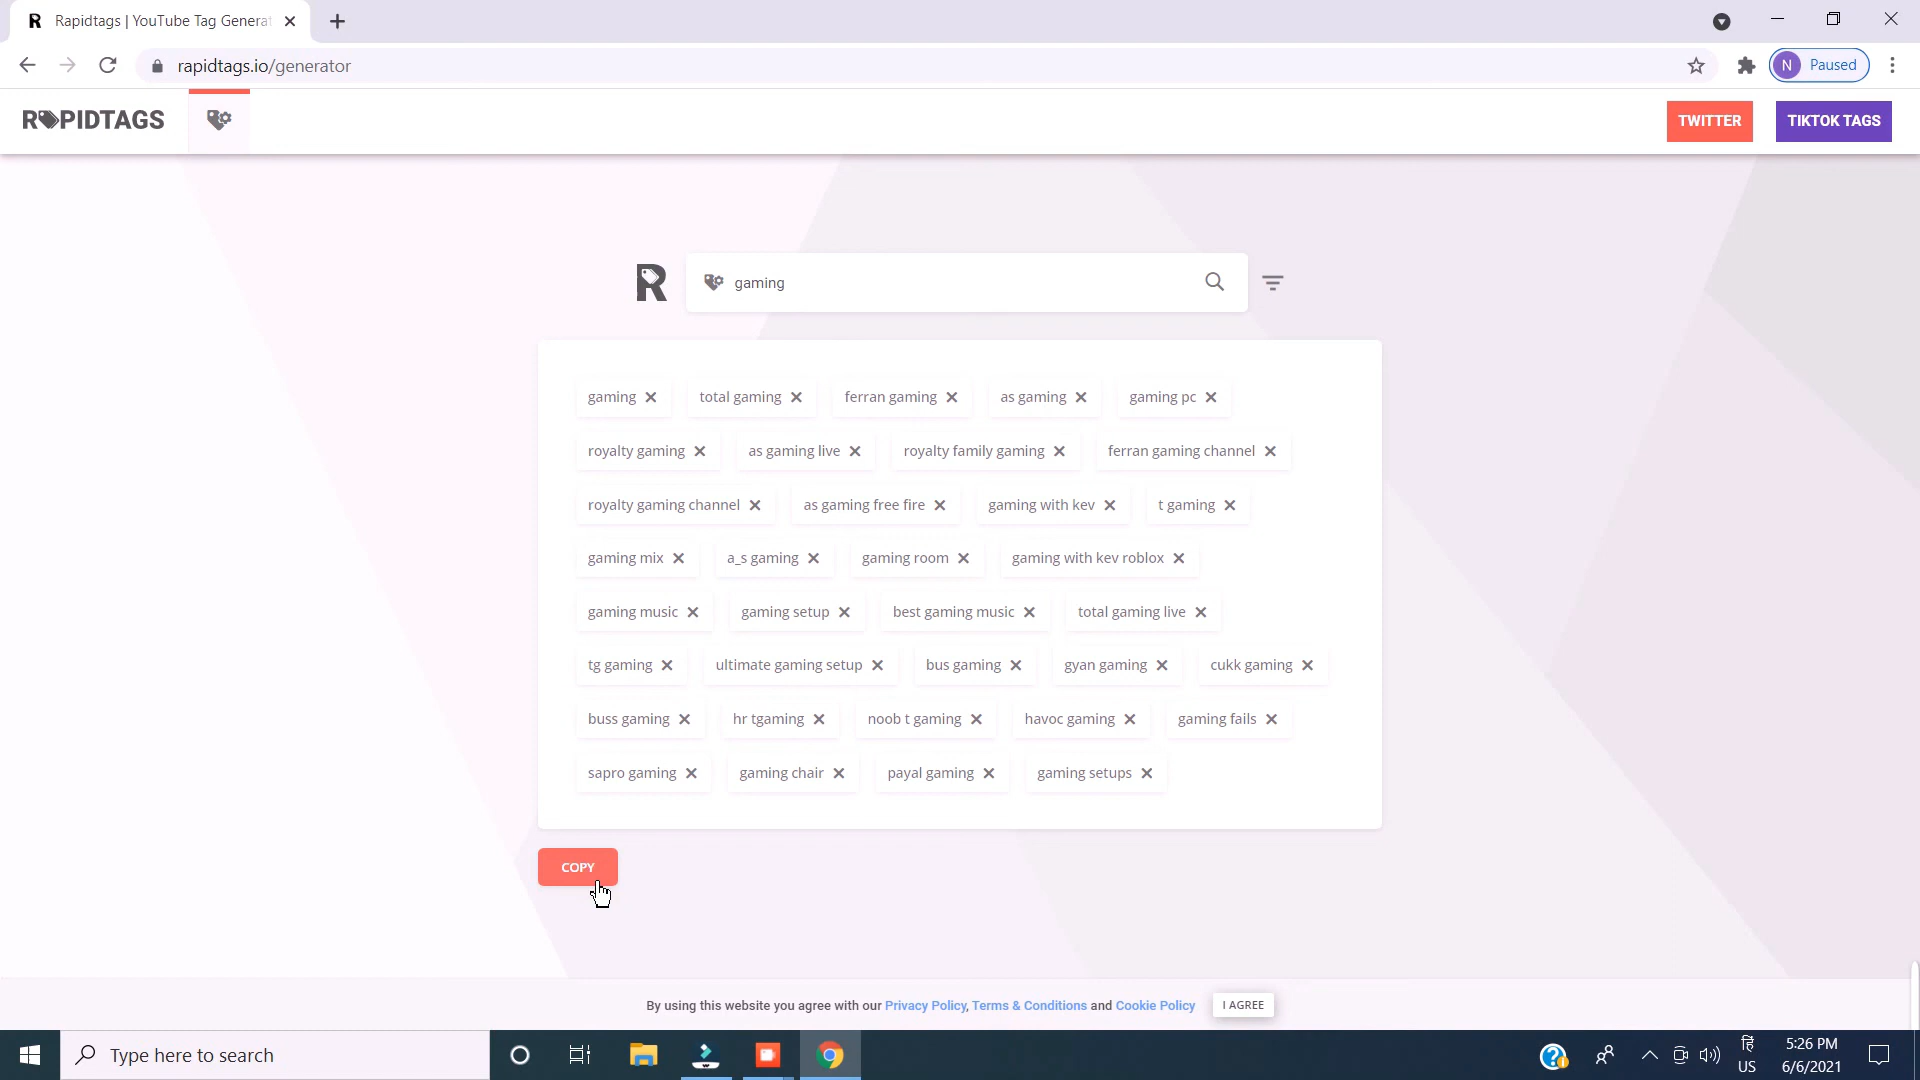 Rapidtags | YouTube Tag Genera
rapidtags.io/generator
N Paused
RAPIDTAGS
TWITTER TIKTOK TAGS
R gaming
gaming total gaming ferran gaming as gaming gaming pc
royalty gaming as gaming live royalty family gaming ferran gaming channel
royalty gaming channel as gaming free fire gaming with kev t gaming
gaming mix a_s gaming gaming room gaming with kev roblox
gaming music gaming setup best gaming music total gaming live
tg gaming ultimate gaming setup bus gaming gyan gaming cukk gaming
buss gaming hr tgaming noob t gaming havoc gaming gaming fails
sapro gaming gaming chair payal gaming gaming setups
COPY
By using this website you agree with our Privacy Policy, Terms & Conditions and Cookie Policy I AGREE
Type here to search
हि 5:26 PM
US 6/6/2021